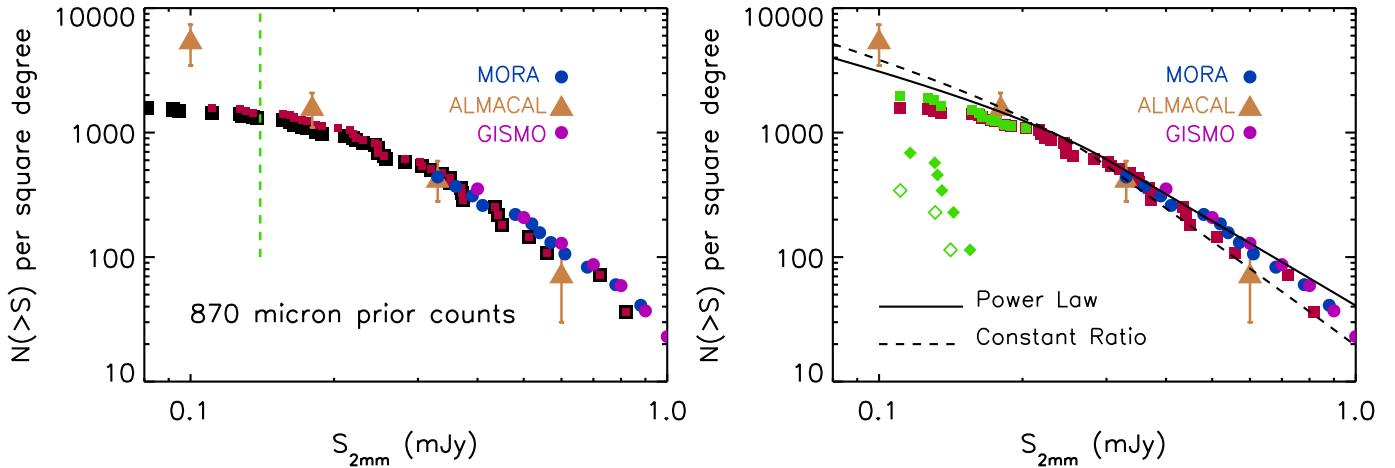 10000
1000
100
10
N(>S) per square degree
MORA
ALMACAL
GISMO
870 micron prior counts
0.1
1.0
S2mm (mJy)
10000
1000
100
10
N(>S) per square degree
MORA
ALMACAL
GISMO
Power Law
Constant Ratio
0.1
1.0
S2mm (mJy)